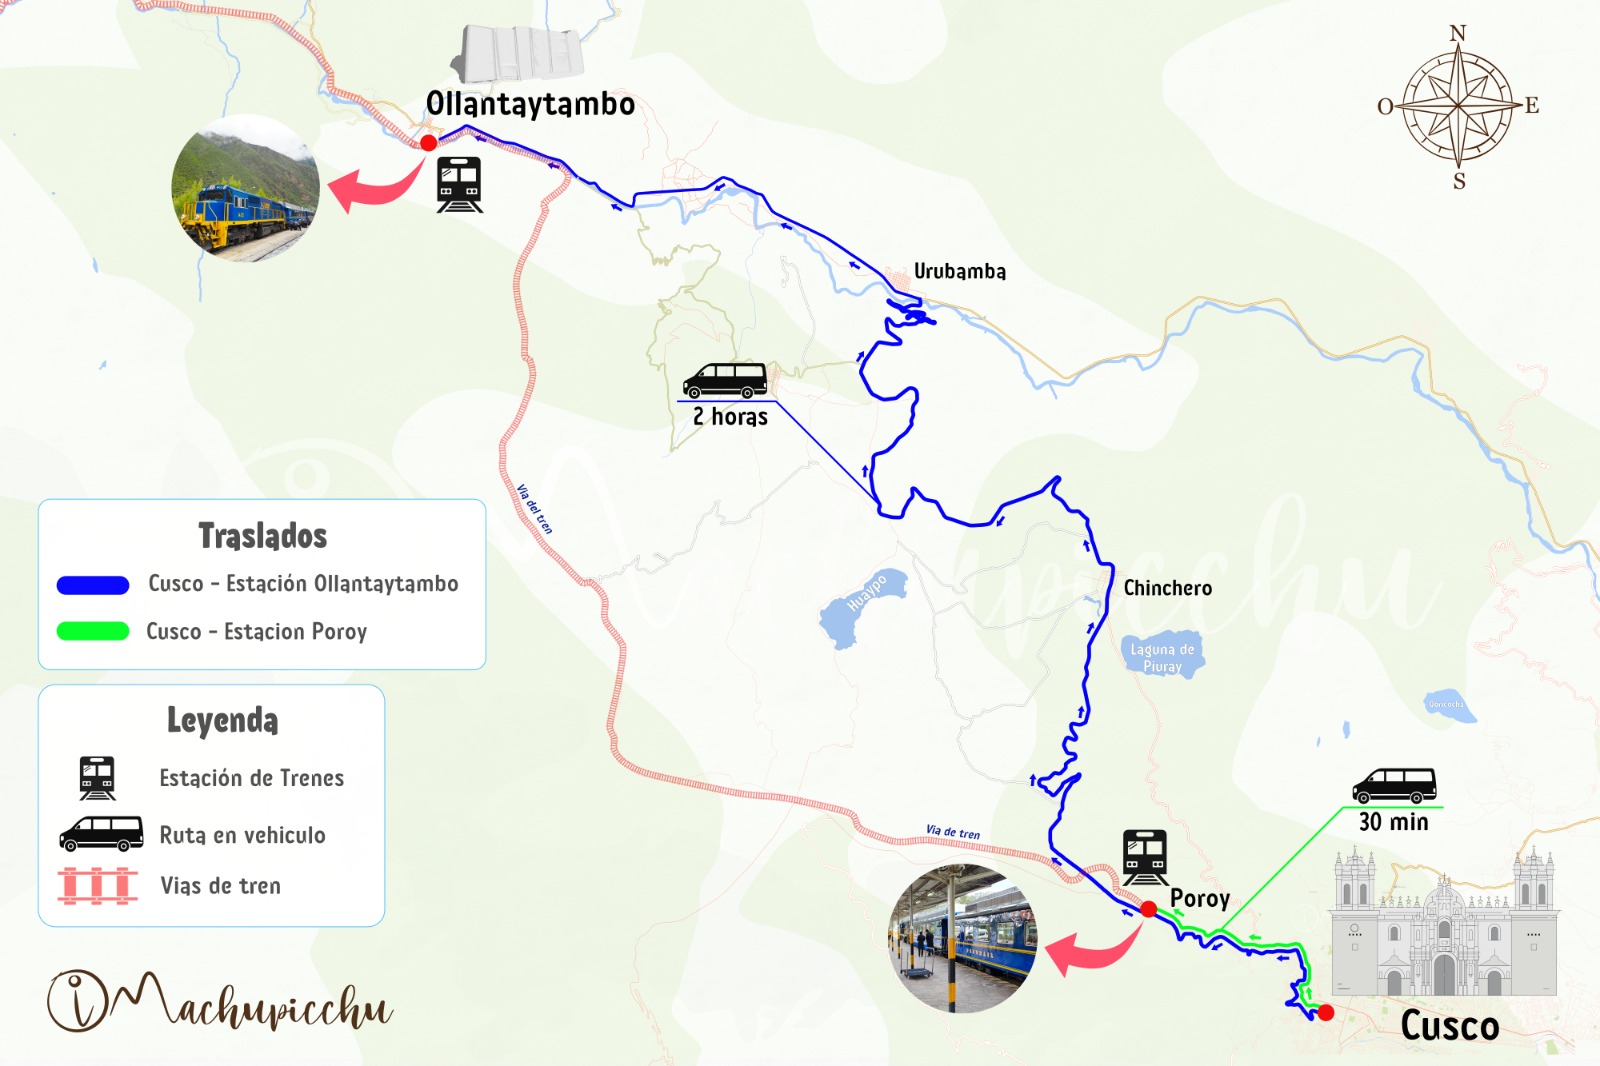 N
O
E
S
Ollantaytambo
Urubamba
2 horas
Via del tren
Traslados
Cusco - Estación Ollantaytambo
Cusco - Estacion Poroy
Chinchero
Huaypo
Laguna de
Piuray
Qoricocha
Leyenda
Estación de Trenes
Ruta en vehiculo
Vias de tren
30 min
Via de tren
Poroy
Cusco
iMachupicchu